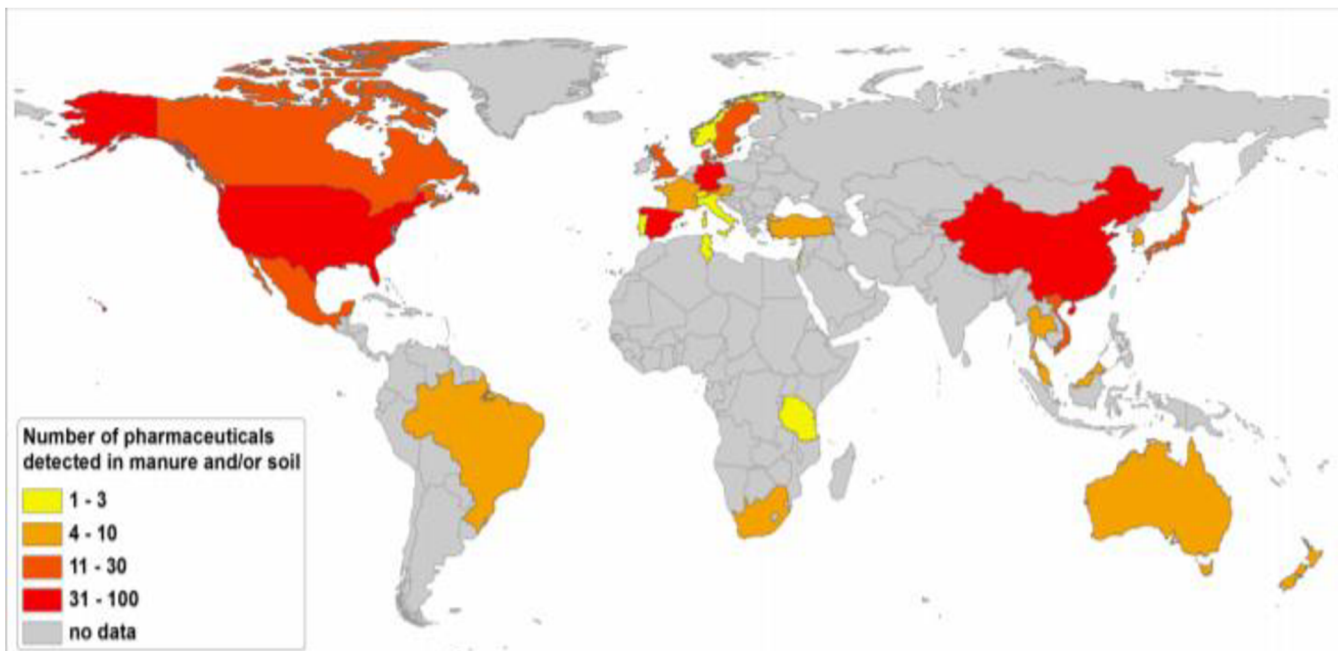 Number of pharmaceuticals
detected in manure and/or soil
1 - 3
4 - 10
11 - 30
31 - 100
no data